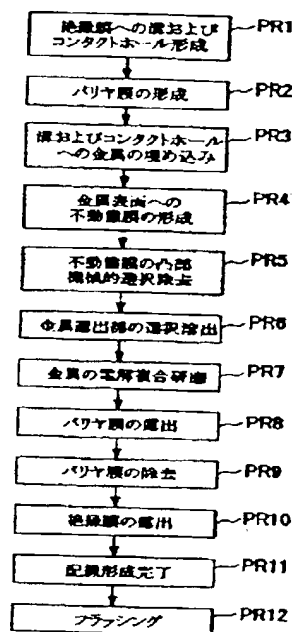 絶縁膜への溝および
コンタクトホール形成
PR1
バリヤ膜の形成
PR2
溝およびコンタクトホール
への金属の埋め込み
PR3
金属表面への
不動態膜の形成
PR4
不動態膜の凸部
機械的選択除去
PR5
金属露出部の選択溶出
PR6
金属の電解複合研磨
PR7
バリヤ膜の露出
PR8
バリヤ膜の除去
PR9
絶縁膜の露出
PR10
配線形成完了
PR11
フラッシング
PR12